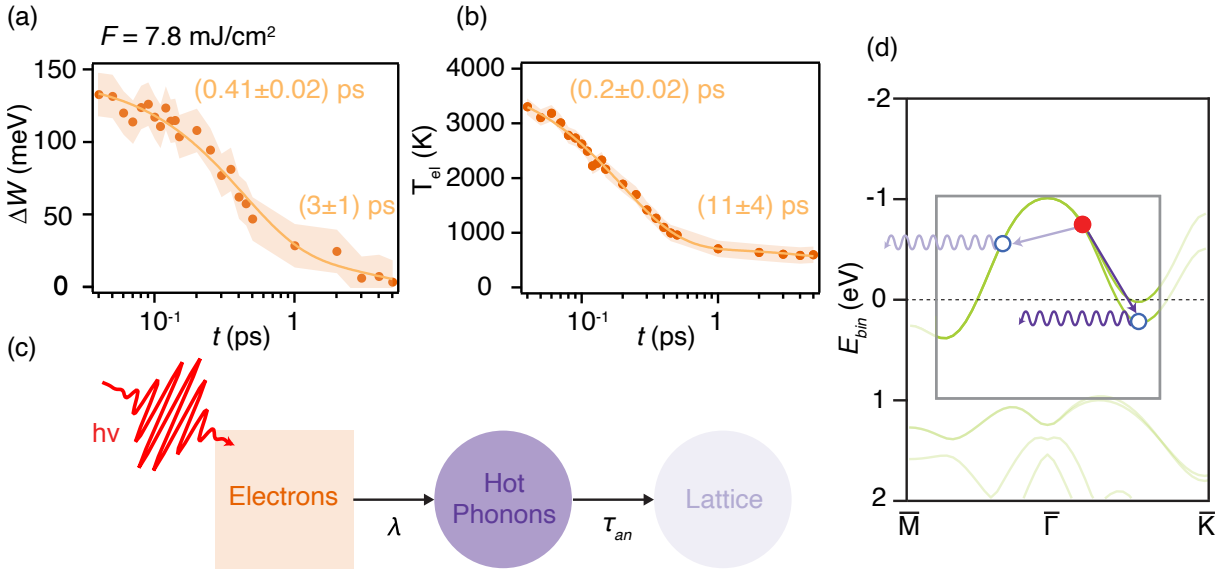 (a)
F = 7.8 mJ/cm²
150
100
50
0
ΔW (meV)
(0.41±0.02) ps
(3±1) ps
10⁻¹
1
t (ps)
(b)
4000
3000
2000
1000
0
Tₑₗ (K)
(0.2±0.02) ps
(11±4) ps
10⁻¹
1
t (ps)
(c)
hν
Electrons
λ
Hot
Phonons
τₐₙ
Lattice
(d)
-2
-1
0
1
2
E_bin (eV)
M̅
Γ̅
K̅